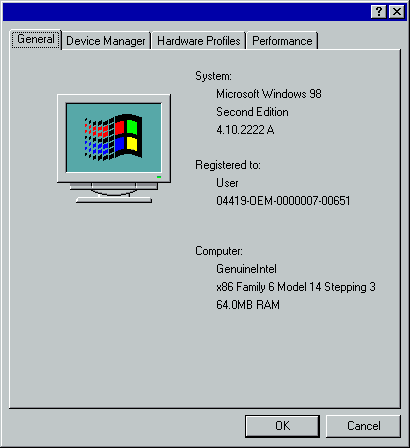 General
Device Manager
Hardware Profiles
Performance
System:
Microsoft Windows 98
Second Edition
4.10.2222 A
Registered to:
User
04419-OEM-0000007-00651
Computer:
GenuineIntel
x86 Family 6 Model 14 Stepping 3
64.0MB RAM
OK
Cancel